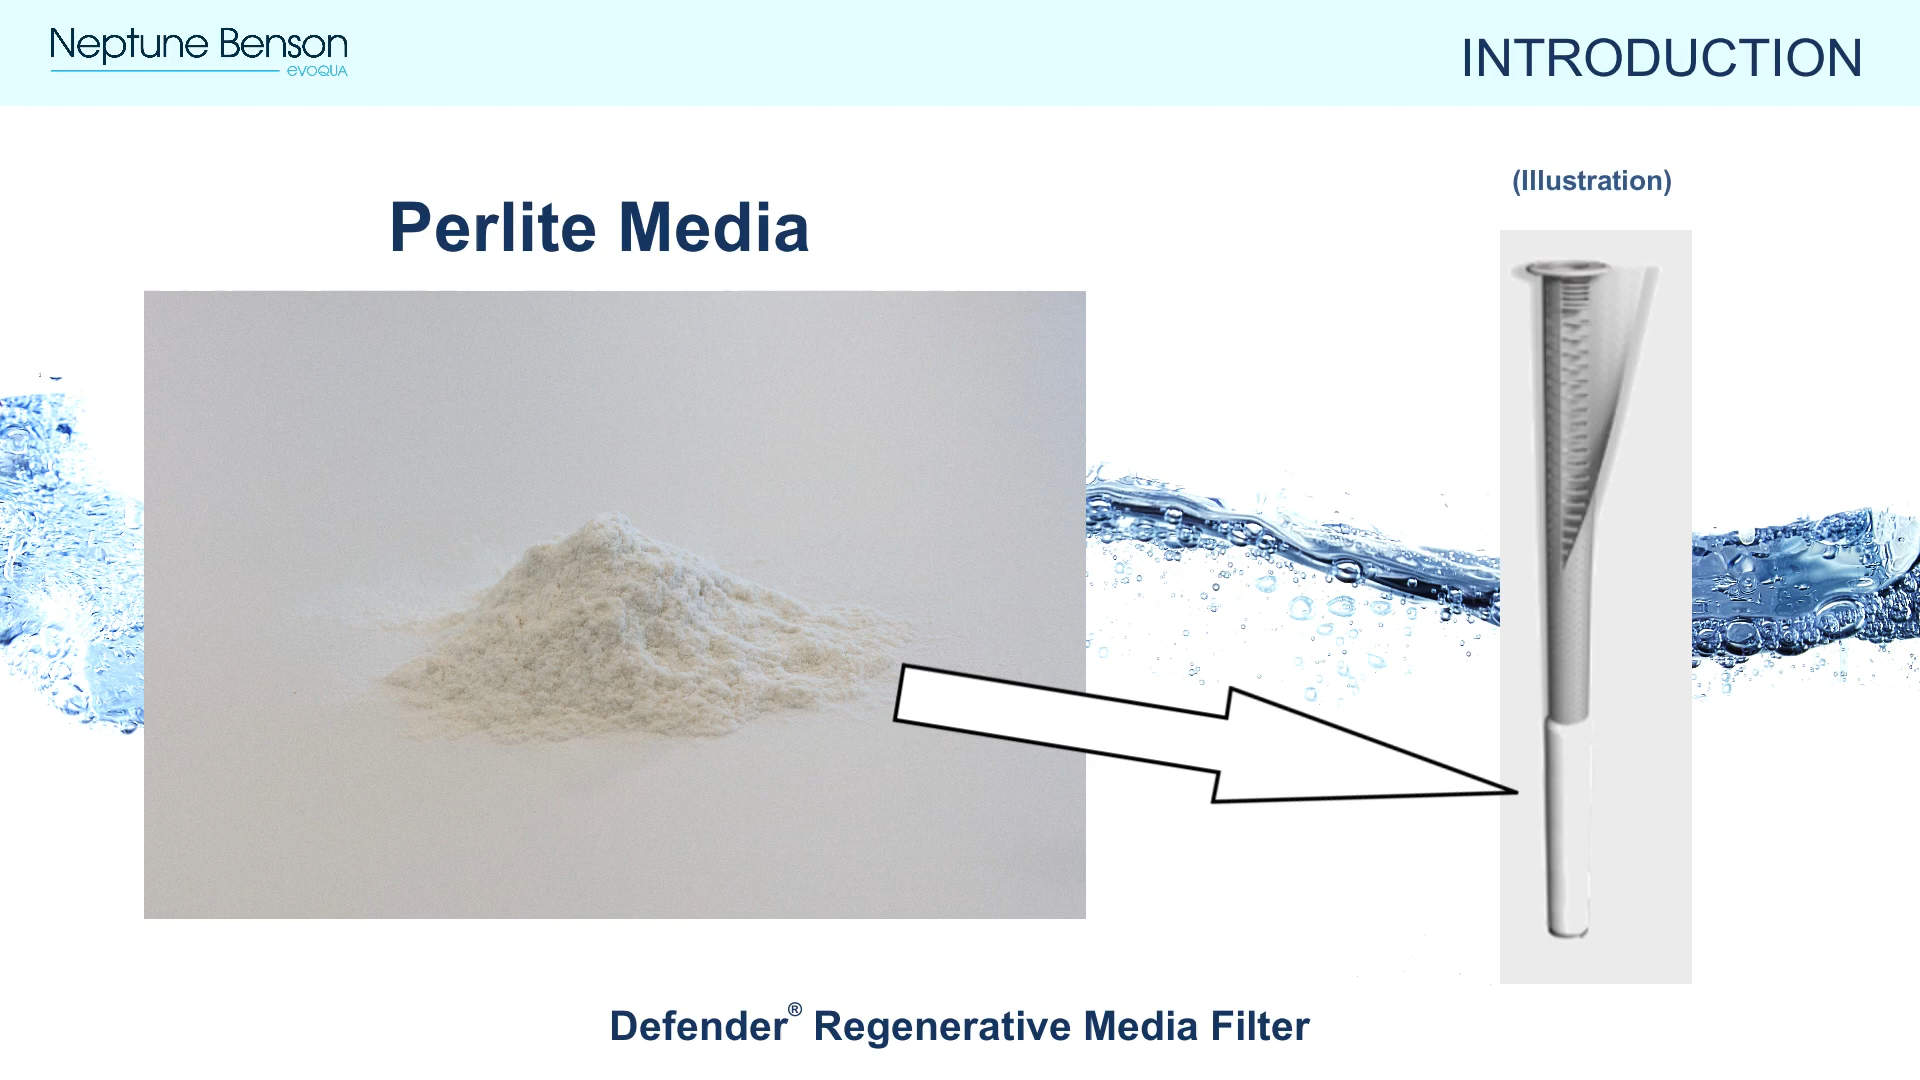 Neptune Benson
evoqua
INTRODUCTION
(Illustration)
Perlite Media
Defender® Regenerative Media Filter